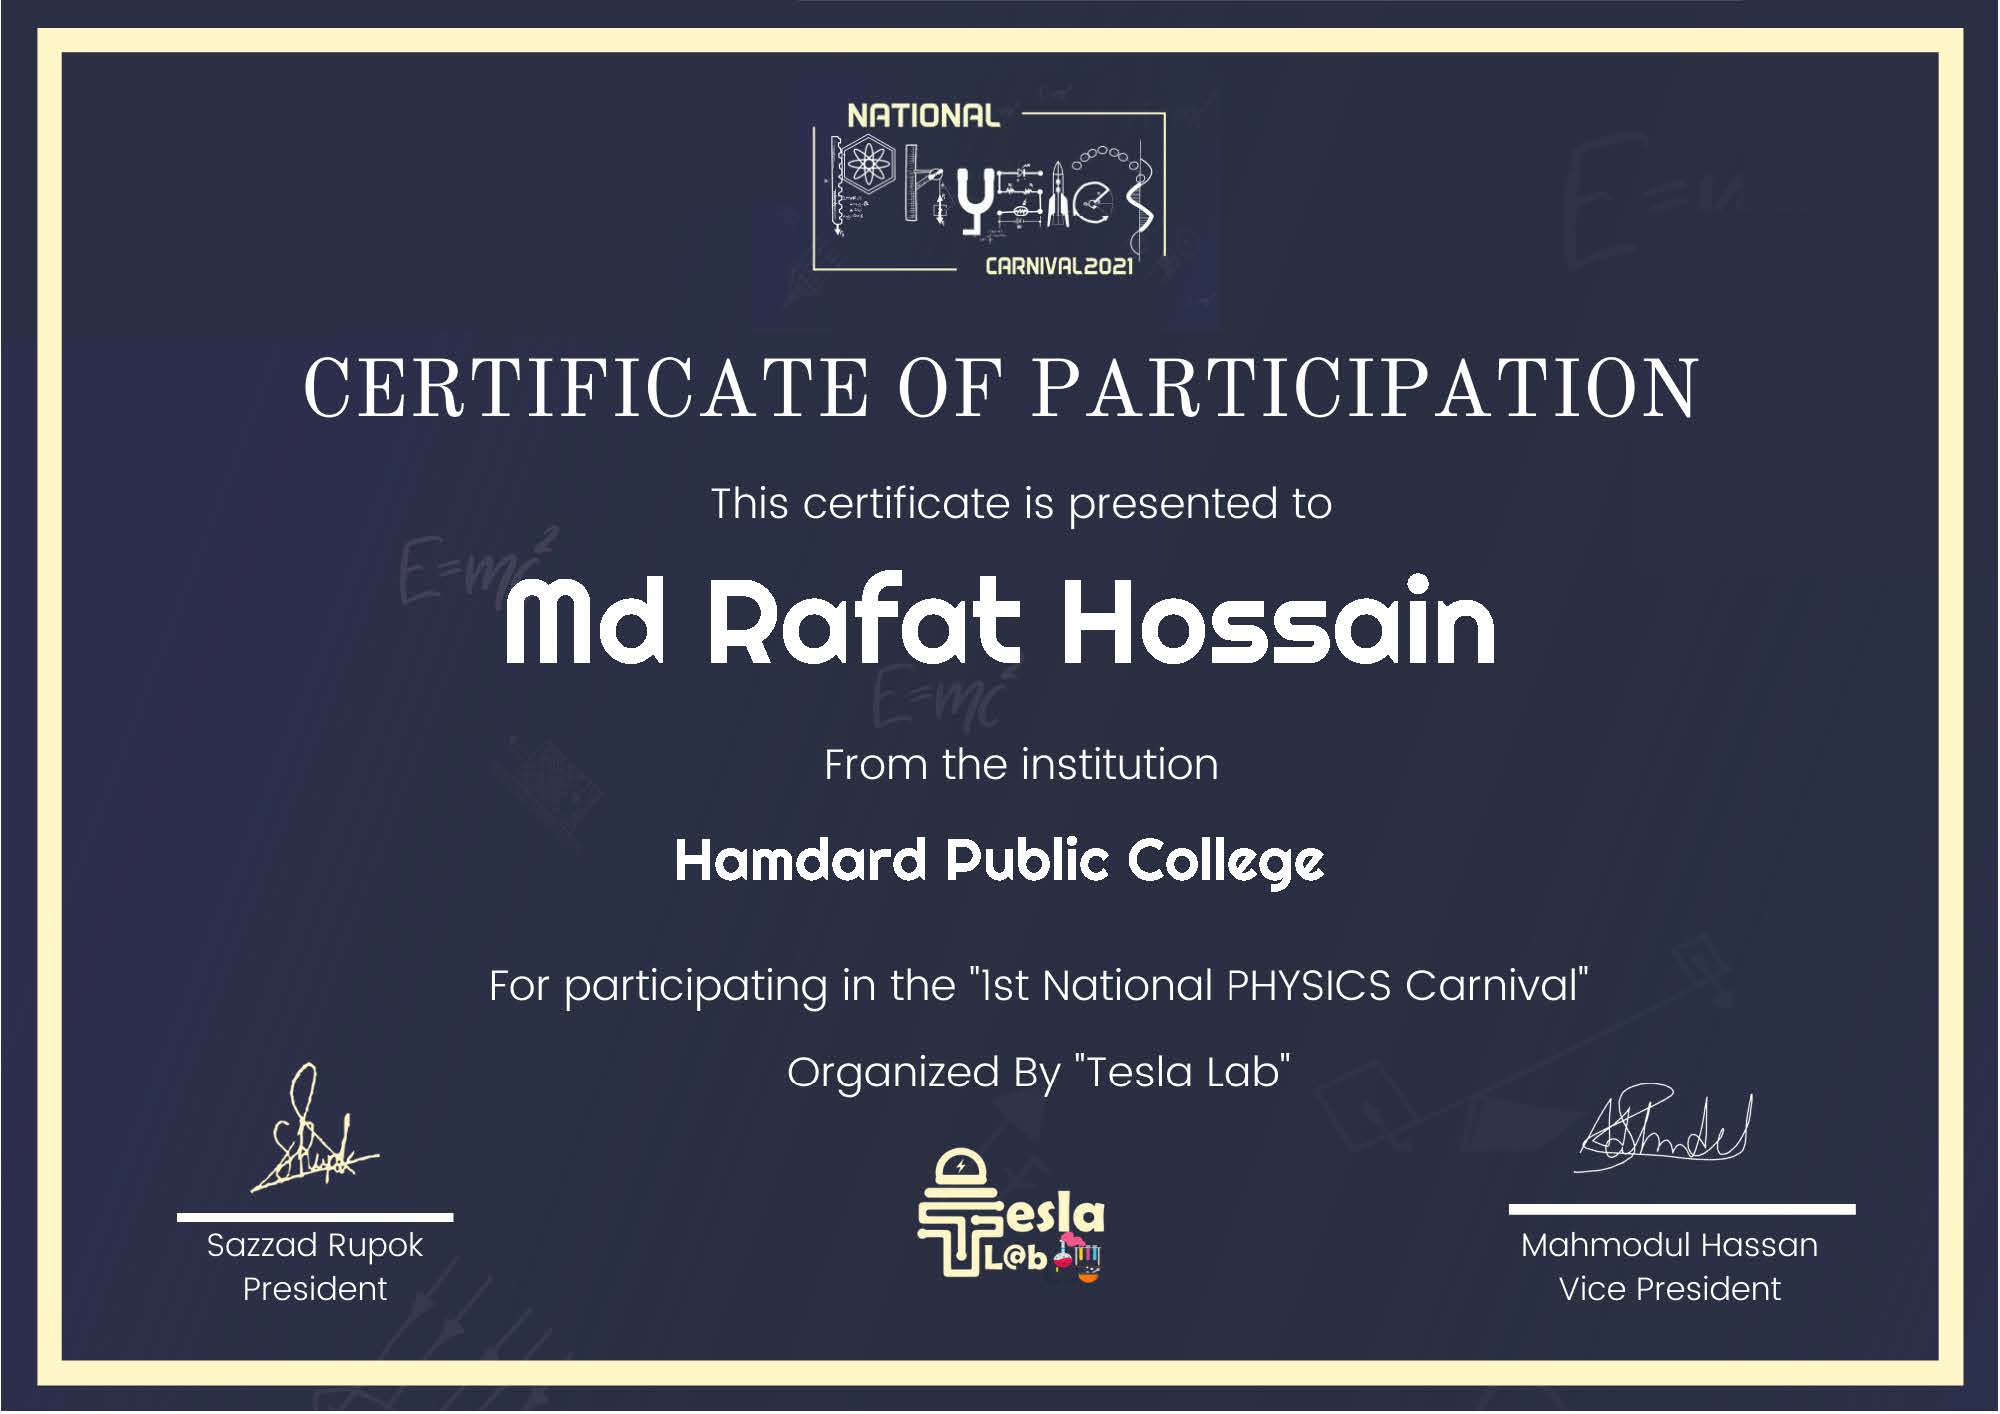 NATIONAL
Physics
CARNIVAL2021
CERTIFICATE OF PARTICIPATION
This certificate is presented to
E=mc²
Md Rafat Hossain
E=mc²
From the institution
Hamdard Public College
For participating in the "1st National PHYSICS Carnival"
Organized By "Tesla Lab"
Tesla
L@b
Sazzad Rupok
President
Mahmodul Hassan
Vice President